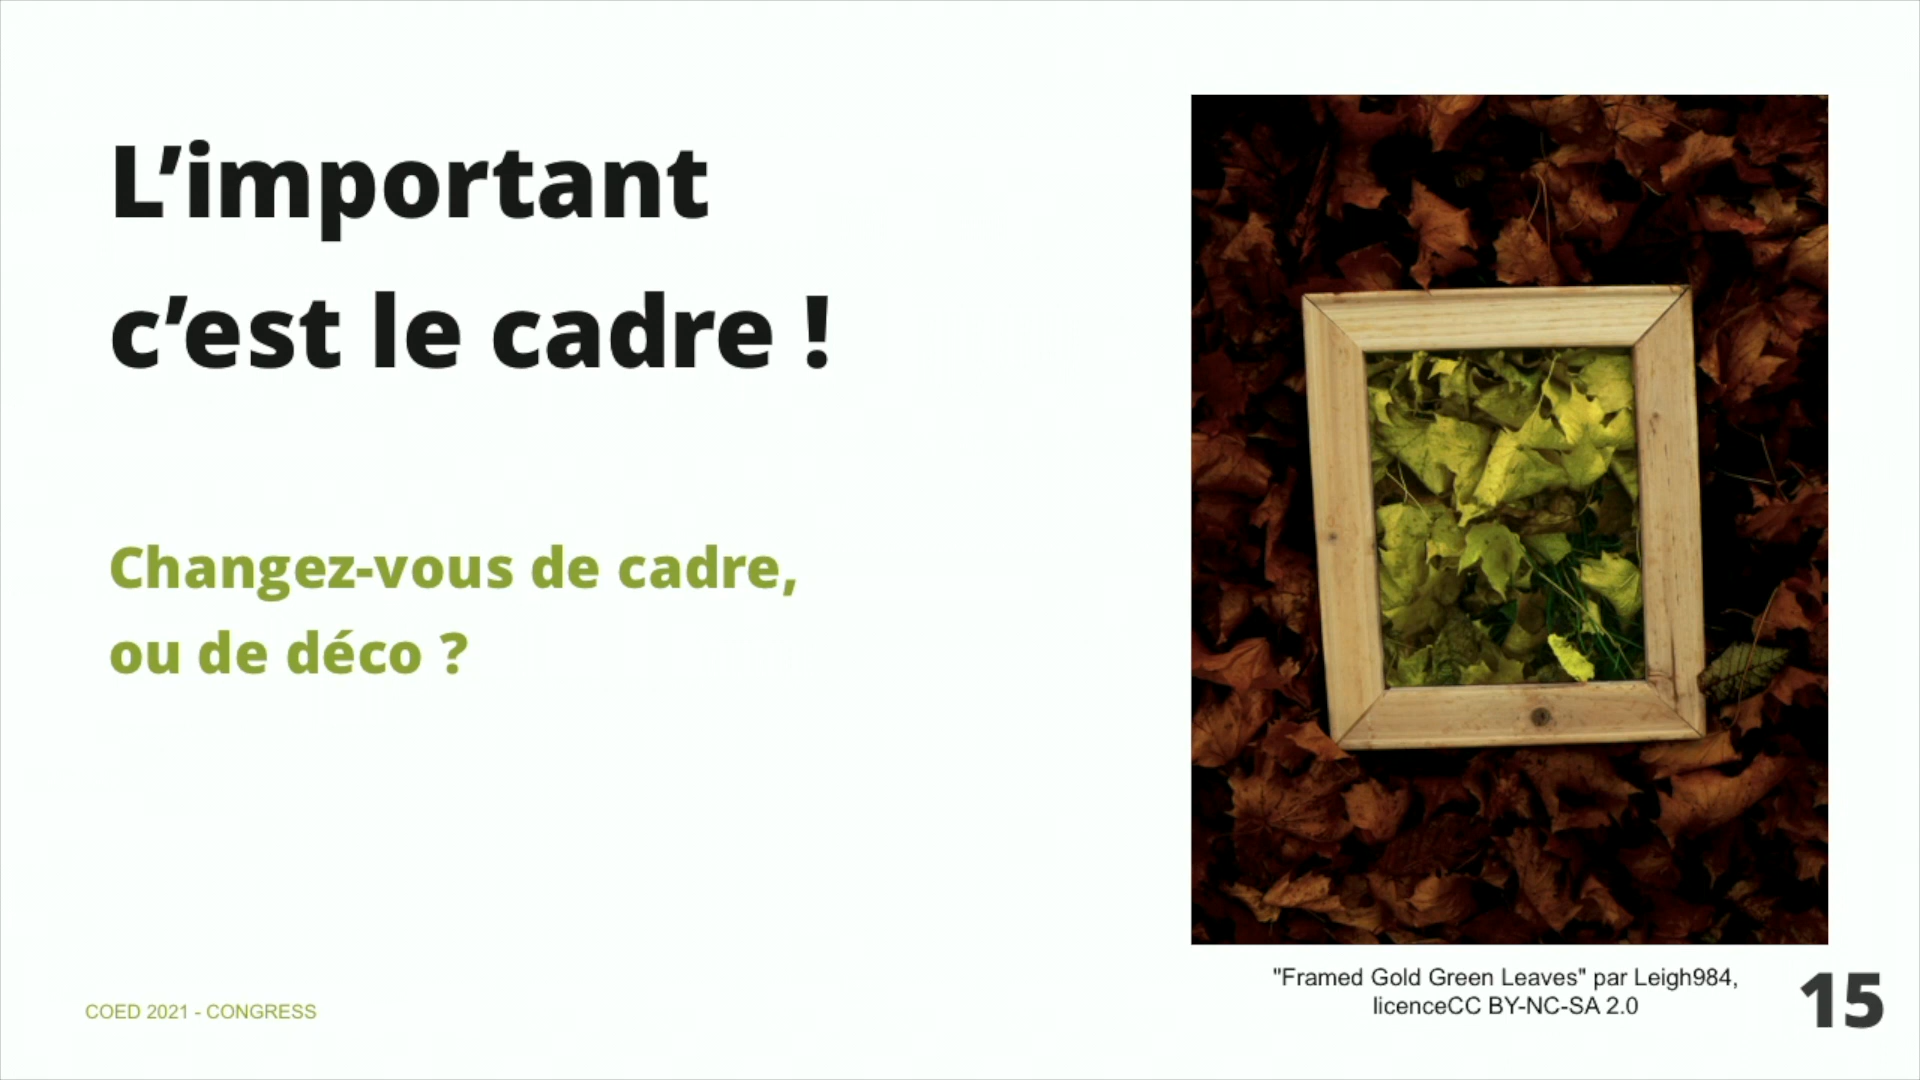 L’important
c’est le cadre !
Changez-vous de cadre,
ou de déco ?
"Framed Gold Green Leaves" par Leigh984,
licenceCC BY-NC-SA 2.0
COED 2021 - CONGRESS
15